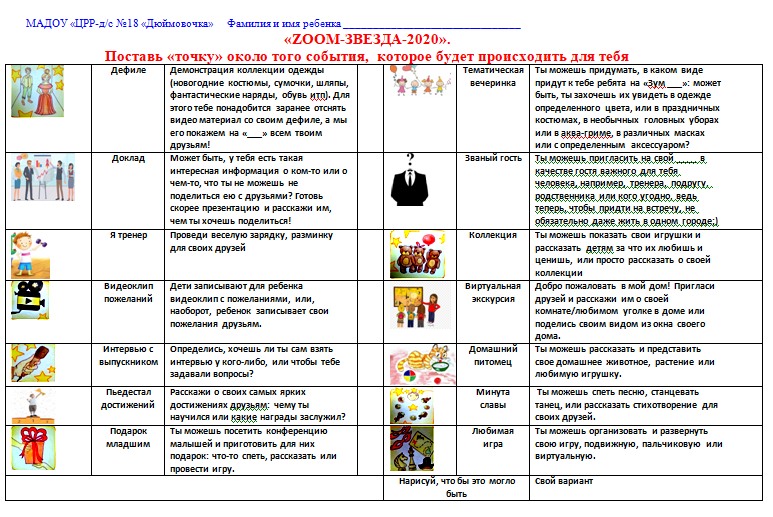 МАДОУ «ЦРР-д/с №18 «Дюймовочка» Фамилия и имя ребенка ________________________________
«ZOOM-ЗВЕЗДА-2020».
Поставь «точку» около того события, которое будет происходить для тебя
Дефиле
Демонстрация коллекции одежды
(новогодние костюмы, сумочки, шляпы,
фантастические наряды, обувь итп). Для
этого тебе понадобится заранее отснять
видео материал со своим дефиле, а мы
его покажем на «___» всем твоим
друзьям!
Тематическая
вечеринка
Ты можешь придумать, в каком виде
придут к тебе ребята на «Зум ___»: может
быть, ты захочешь их увидеть в одежде
определенного цвета, или в праздничных
костюмах, в необычных головных уборах
или в аква-гриме, в различных масках
или с определенным аксессуаром?
Доклад
Может быть, у тебя есть такая
интересная информация о ком-то или о
чем-то, что ты не можешь не
поделиться ею с друзьями? Готовь
скорее презентацию и расскажи им,
чем ты хочешь поделиться!
Званый гость
Ты можешь пригласить на свой _____ в
качестве гостя важного для тебя
человека, например, тренера, подругу,
родственника или кого угодно, ведь
теперь, чтобы придти на встречу, не
обязательно даже жить в одном городе;)
Я тренер
Проведи веселую зарядку, разминку
для своих друзей
Коллекция
Ты можешь показать свои игрушки и
рассказать детям за что их любишь и
ценишь, или просто рассказать о своей
коллекции
Видеоклип
пожеланий
Дети записывают для ребенка
видеоклип с пожеланиями, или,
наоборот, ребенок записывает свои
пожелания друзьям.
Виртуальная
экскурсия
Добро пожаловать в мой дом! Пригласи
друзей и расскажи им о своей
комнате/любимом уголке в доме или
поделись своим видом из окна своего
дома.
Интервью с
выпускником
Определись, хочешь ли ты сам взять
интервью у кого-либо, или чтобы тебе
задавали вопросы?
Домашний
питомец
Ты можешь рассказать и представить
свое домашнее животное, растение или
любимую игрушку.
Пьедестал
достижений
Расскажи о своих самых ярких
достижениях друзьям: чему ты
научился или какие награды заслужил?
Минута
славы
Ты можешь спеть песню, станцевать
танец, или рассказать стихотворение для
своих друзей.
Подарок
младшим
Ты можешь посетить конференцию
малышей и приготовить для них
подарок: что-то спеть, рассказать или
провести игру.
Любимая
игра
Ты можешь организовать и развернуть
свою игру, подвижную, пальчиковую или
виртуальную.
Нарисуй, что бы это могло
быть
Свой вариант